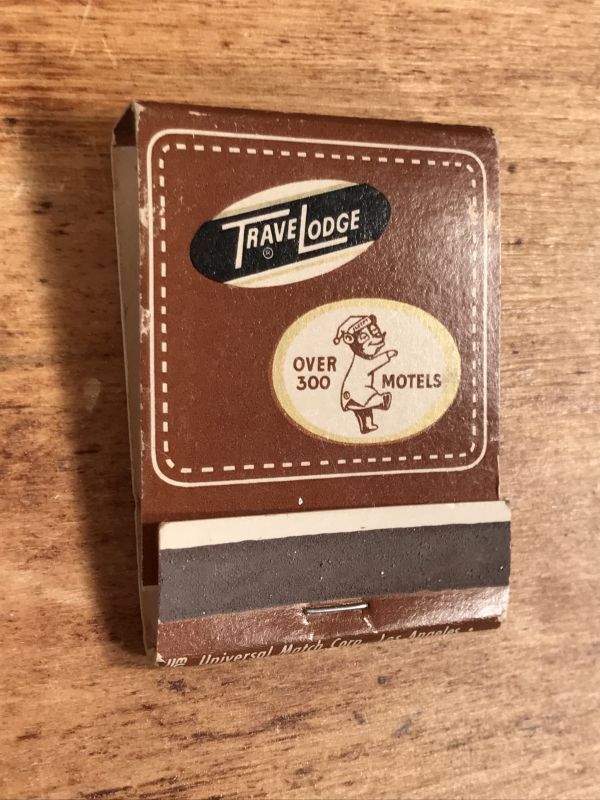 TRAVELODGE
®
OVER
300 MOTELS
Universal Match Corp., Los Angeles